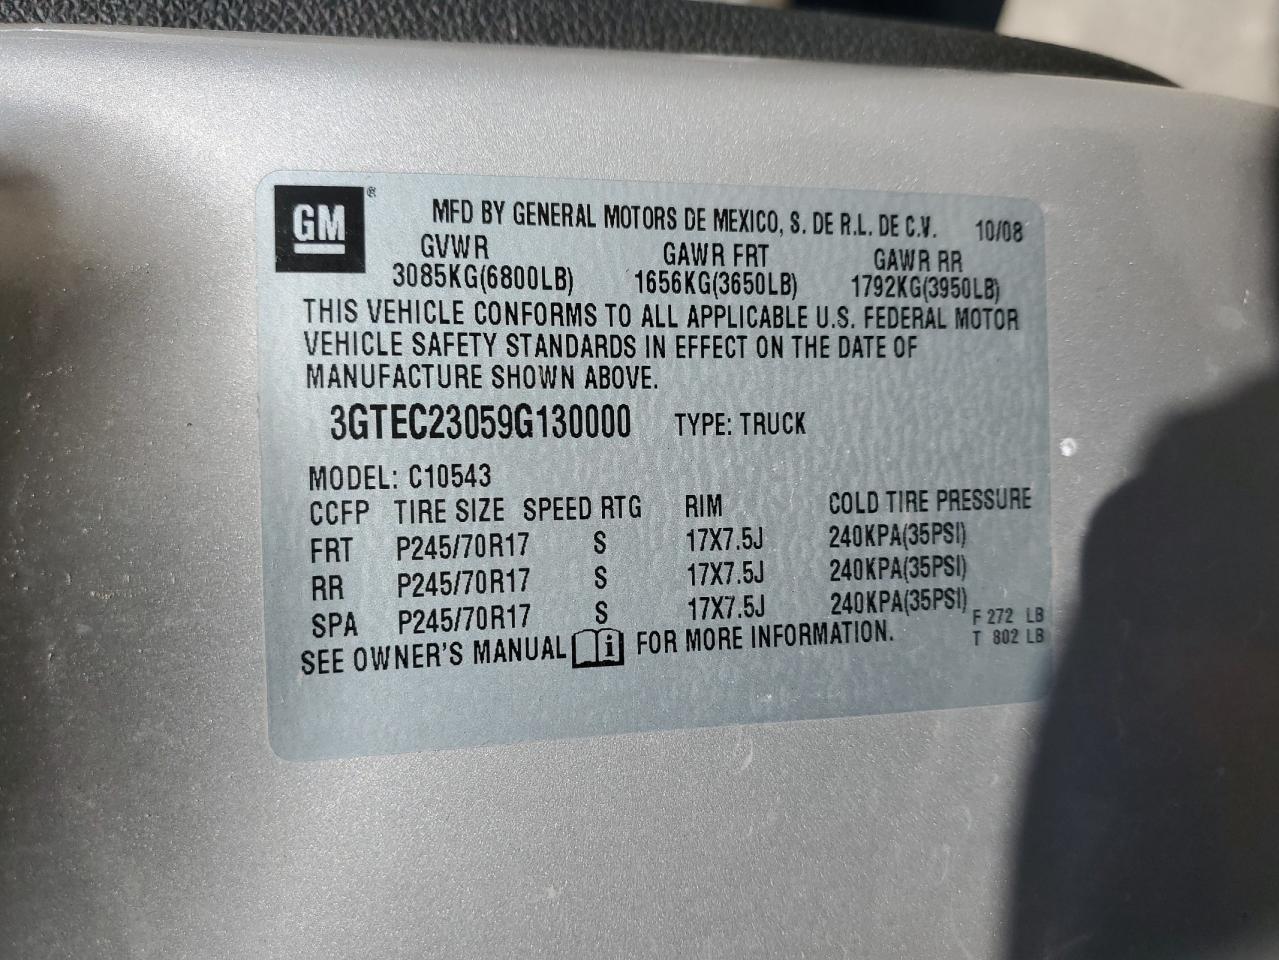 GM ® MFD BY GENERAL MOTORS DE MEXICO, S. DE R.L. DE C.V. 10/08
GVWR GAWR FRT GAWR RR
3085KG(6800LB) 1656KG(3650LB) 1792KG(3950LB)
THIS VEHICLE CONFORMS TO ALL APPLICABLE U.S. FEDERAL MOTOR
VEHICLE SAFETY STANDARDS IN EFFECT ON THE DATE OF
MANUFACTURE SHOWN ABOVE.
3GTEC23059G130000 TYPE: TRUCK
MODEL: C10543
CCFP TIRE SIZE SPEED RTG RIM COLD TIRE PRESSURE
FRT P245/70R17 S 17X7.5J 240KPA(35PSI)
RR P245/70R17 S 17X7.5J 240KPA(35PSI)
SPA P245/70R17 S 17X7.5J 240KPA(35PSI) F 272 LB
SEE OWNER'S MANUAL i FOR MORE INFORMATION. T 802 LB